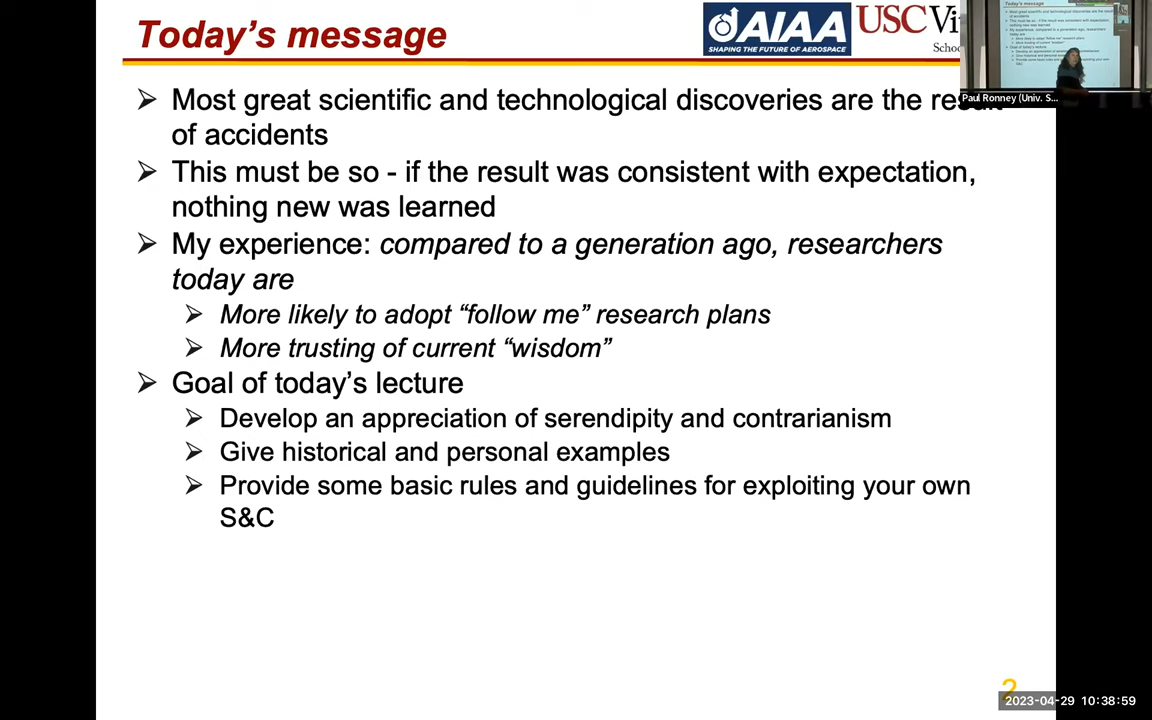 Today's message
AIAA
SHAPING THE FUTURE OF AEROSPACE
USC Vit
Schoo
Paul Ronney (Univ. S...
➢ Most great scientific and technological discoveries are the result
of accidents
➢ This must be so - if the result was consistent with expectation,
nothing new was learned
➢ My experience: compared to a generation ago, researchers
today are
➢ More likely to adopt “follow me” research plans
➢ More trusting of current “wisdom”
➢ Goal of today’s lecture
➢ Develop an appreciation of serendipity and contrarianism
➢ Give historical and personal examples
➢ Provide some basic rules and guidelines for exploiting your own
S&C
2
2023-04-29 10:38:59